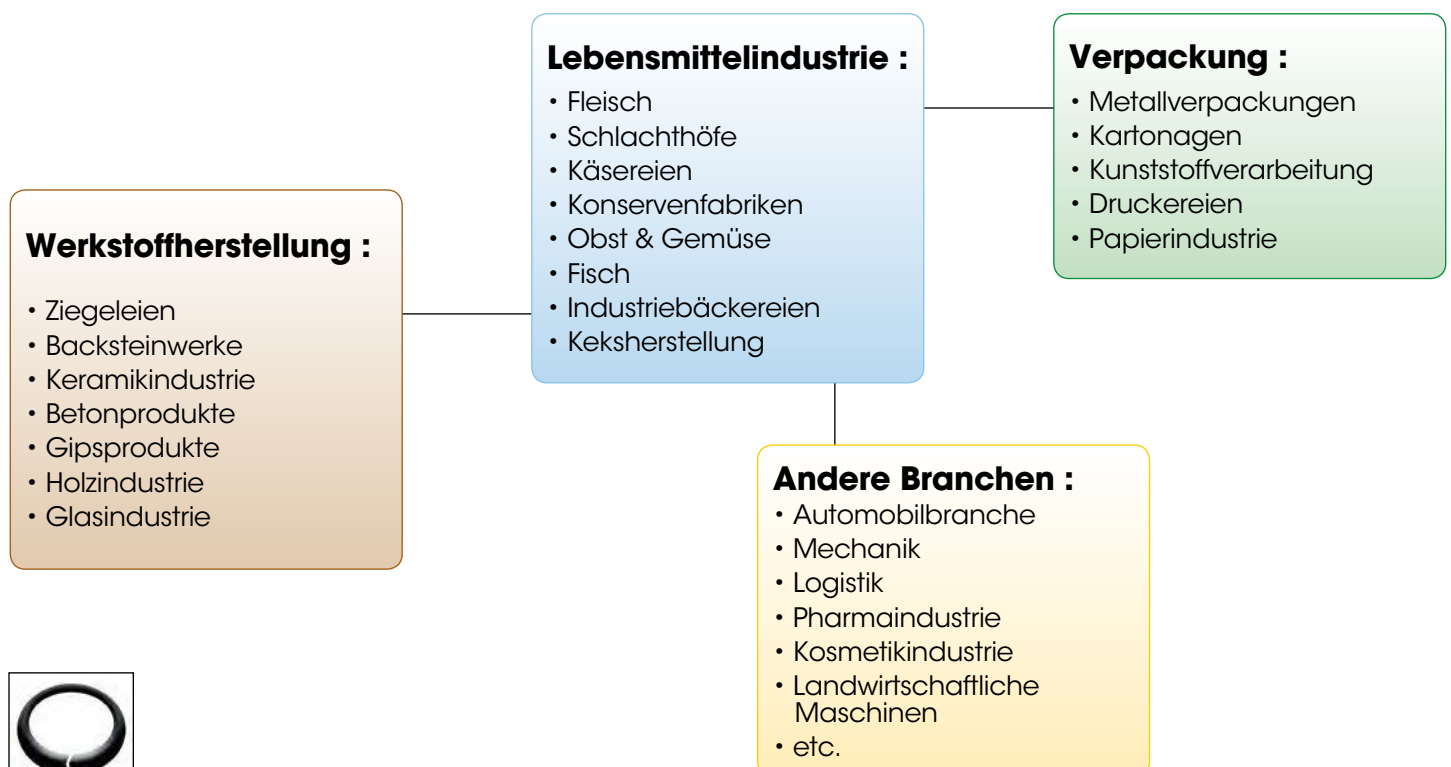 Lebensmittelindustrie :
• Fleisch
• Schlachthöfe
• Käsereien
• Konservenfabriken
• Obst & Gemüse
• Fisch
• Industriebäckereien
• Keksherstellung
Verpackung :
• Metallverpackungen
• Kartonagen
• Kunststoffverarbeitung
• Druckereien
• Papierindustrie
Werkstoffherstellung :
• Ziegeleien
• Backsteinwerke
• Keramikindustrie
• Betonprodukte
• Gipsprodukte
• Holzindustrie
• Glasindustrie
Andere Branchen :
• Automobilbranche
• Mechanik
• Logistik
• Pharmaindustrie
• Kosmetikindustrie
• Landwirtschaftliche
Maschinen
• etc.